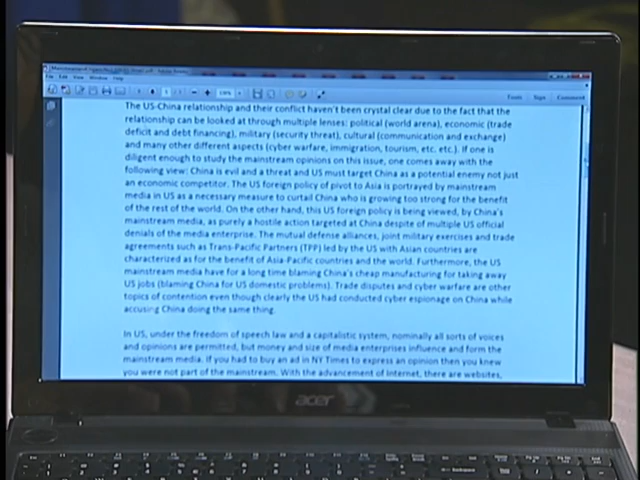 File Edit View Window Help
Tools Sign Comment
The US-China relationship and their conflict haven't been crystal clear due to the fact that the
relationship can be looked at through multiple lenses: political (world arena), economic (trade
deficit and debt financing), military (security threat), cultural (communication and exchange)
and many other different aspects (cyber warfare, immigration, tourism, etc. etc.). If one is
diligent enough to study the mainstream opinions on this issue, one comes away with the
following view: China is evil and a threat and US must target China as a potential enemy not just
an economic competitor. The US foreign policy of pivot to Asia is portrayed by mainstream
media in US as a necessary measure to curtail China who is growing too strong for the benefit
of the rest of the world. On the other hand, this US foreign policy is being viewed, by China's
mainstream media, as purely a hostile action targeted at China despite of multiple US official
denials of the media enterprise. The mutual defense alliances, joint military exercises and trade
agreements such as Trans-Pacific Partners (TPP) led by the US with Asian countries are
characterized as for the benefit of Asia-Pacific countries and the world. Furthermore, the US
mainstream media have for a long time blaming China's cheap manufacturing for taking away
US jobs (blaming China for US domestic problems). Trade disputes and cyber warfare are other
topics of contention even though clearly the US had conducted cyber espionage on China while
accusing China doing the same thing.
In US, under the freedom of speech law and a capitalistic system, nominally all sorts of voices
and opinions are permitted, but money and size of media enterprises influence and form the
mainstream media. If you had to buy an ad in NY Times to express an opinion then you knew
you were not part of the mainstream. With the advancement of Internet, there are websites,
acer